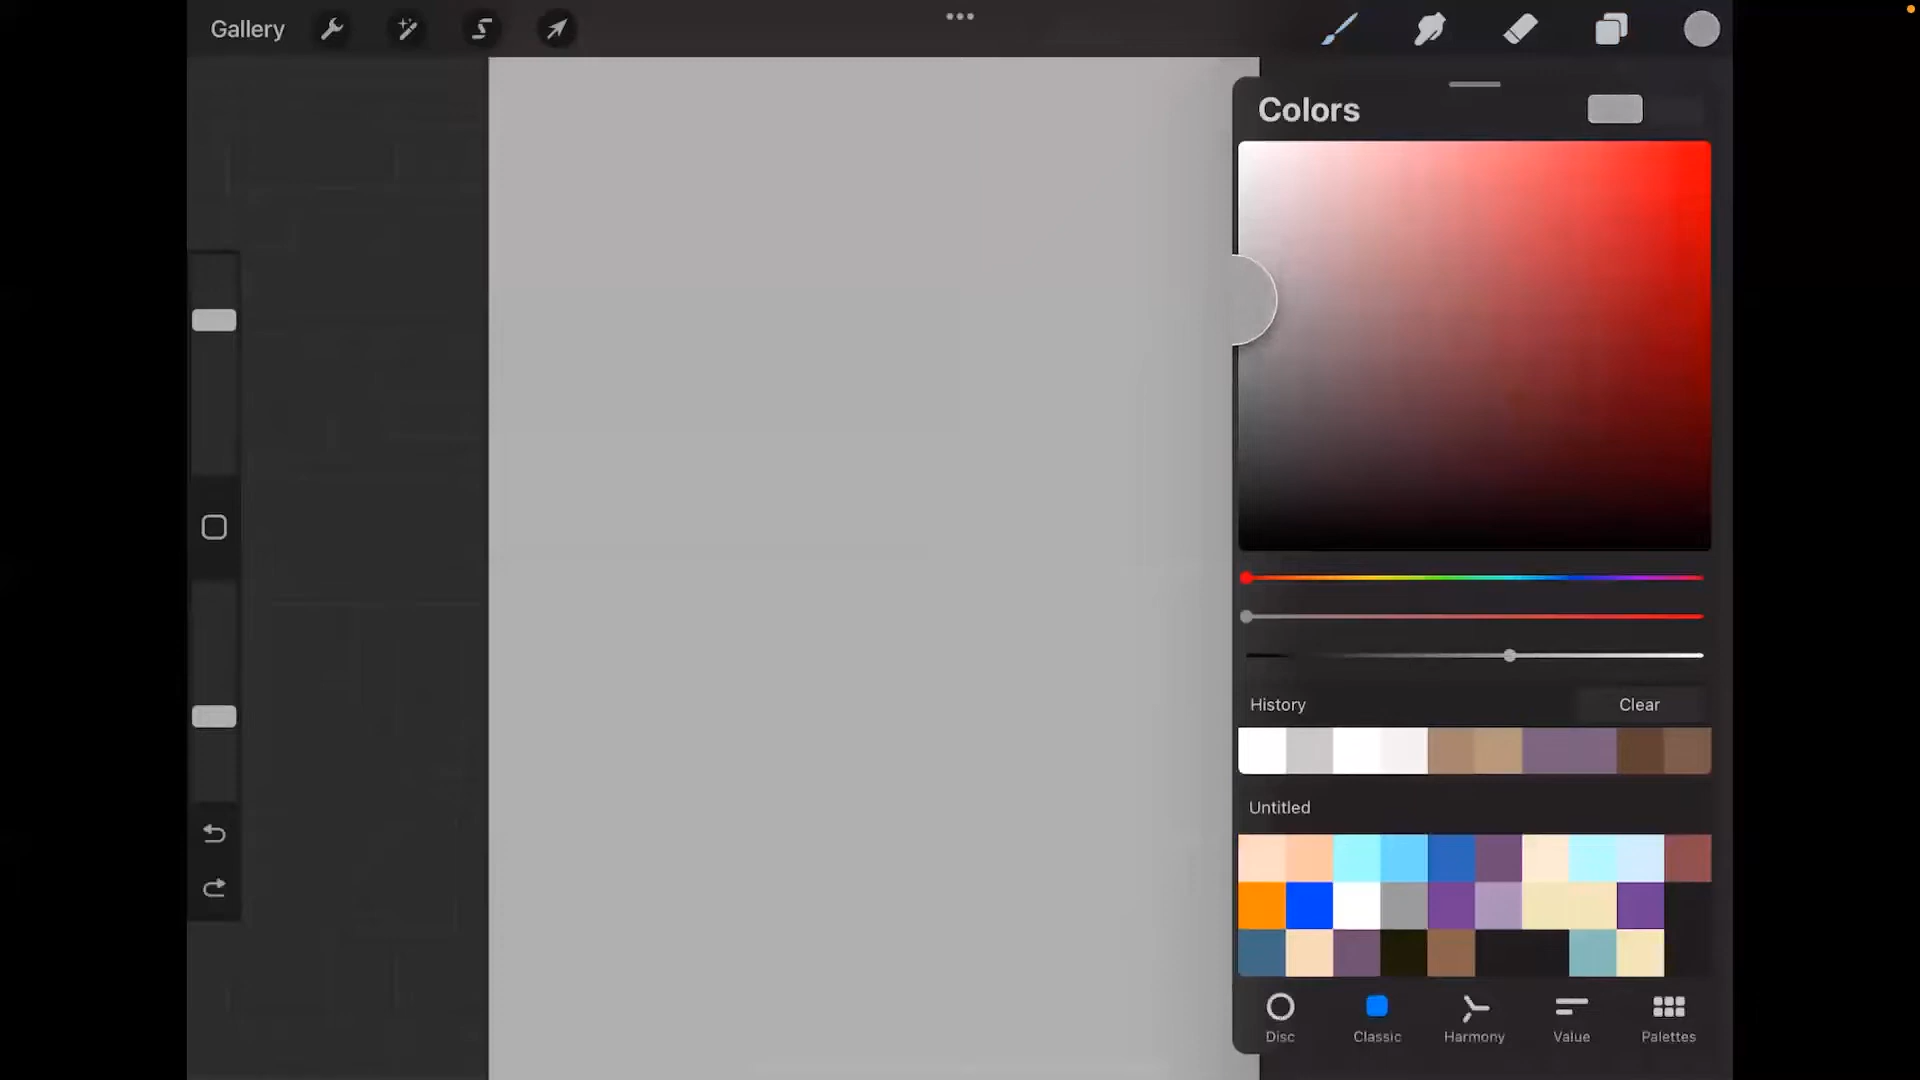 Gallery
Colors
History
Clear
Untitled
Disc
Classic
Harmony
Value
Palettes